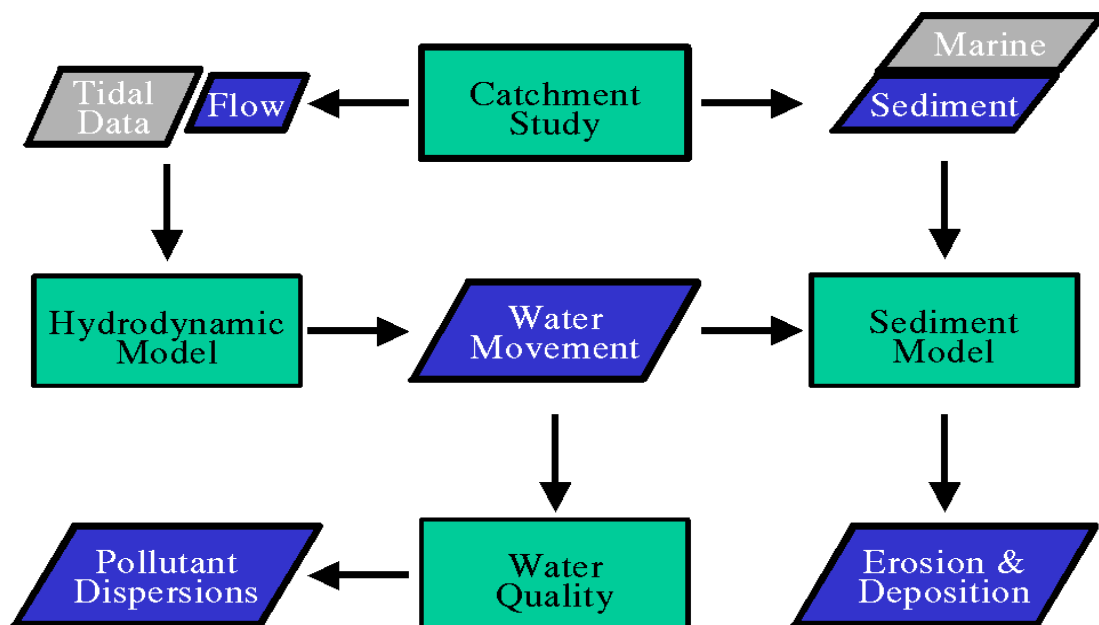 Marine
Tidal
Data
Flow
Catchment
Study
Sediment
Hydrodynamic
Model
Water
Movement
Sediment
Model
Pollutant
Dispersions
Water
Quality
Erosion &
Deposition